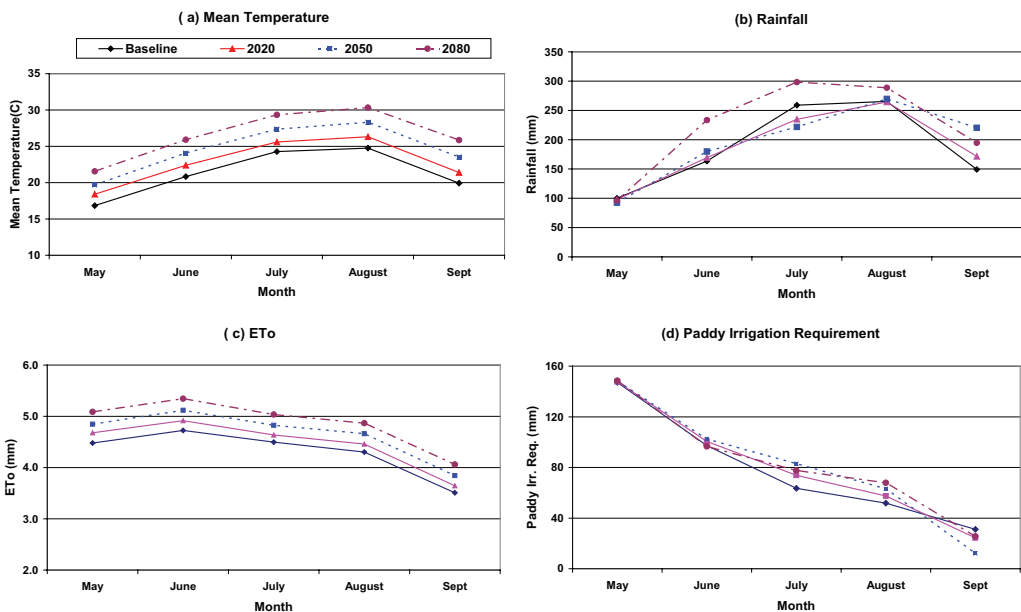 ( a) Mean Temperature
Baseline 2020 2050 2080
35
30
25
20
15
10
Mean Temperature(C)
May June July August Sept
Month
(b) Rainfall
350
300
250
200
150
100
50
0
Rainfall (mm)
May June July August Sept
Month
( c) ETo
6.0
5.0
4.0
3.0
2.0
ETo (mm)
May June July August Sept
Month
(d) Paddy Irrigation Requirement
160
120
80
40
0
Paddy Irr. Req. (mm)
May June July August Sept
Month